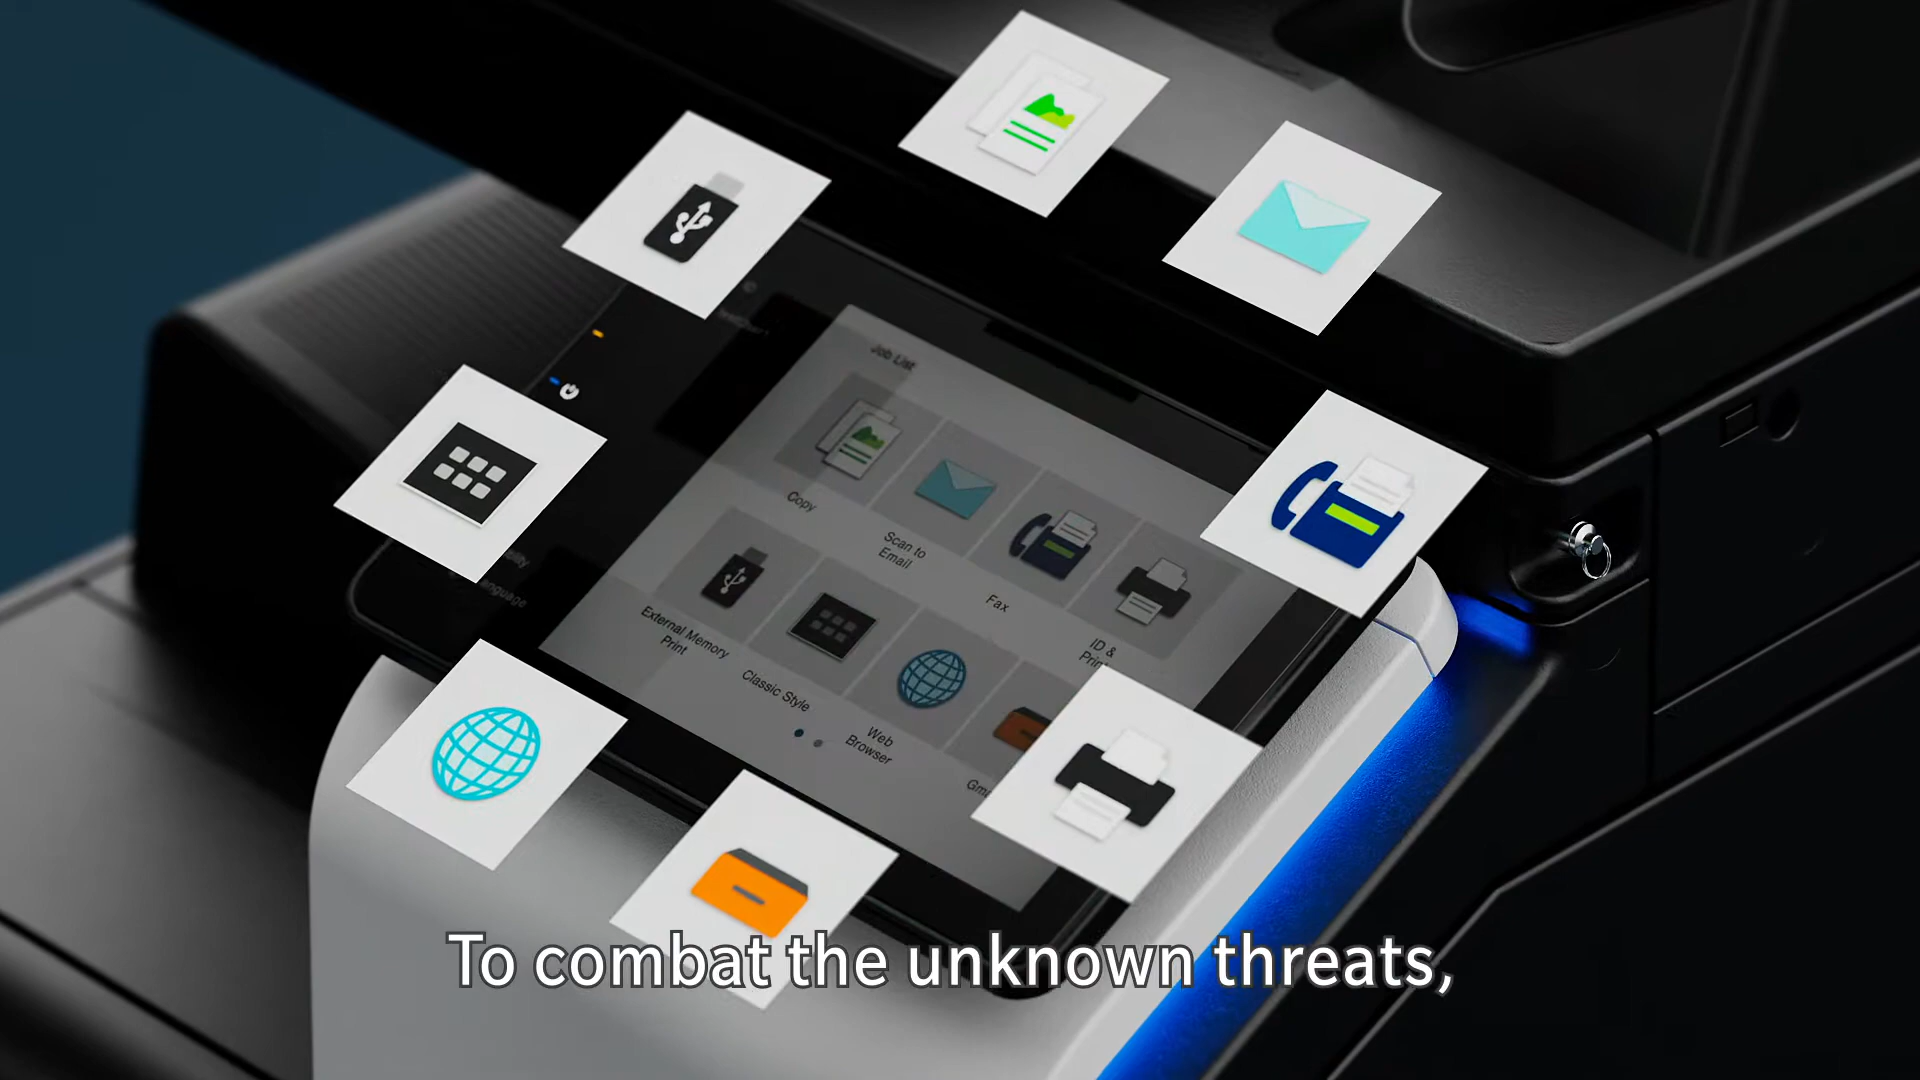 Job List
Copy
Scan to
Email
Fax
ID &
External Memory
Print
Classic Style
Web
Browser
To combat the unknown threats,